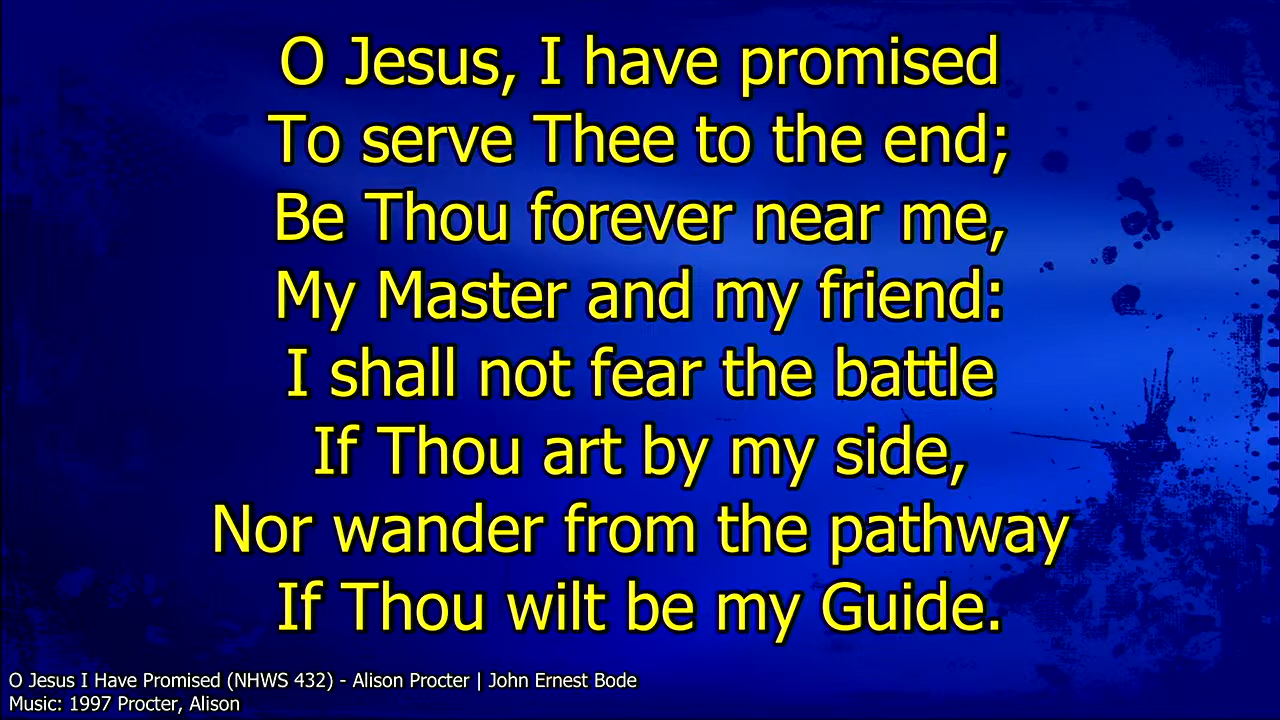 O Jesus, I have promised
To serve Thee to the end;
Be Thou forever near me,
My Master and my friend:
I shall not fear the battle
If Thou art by my side,
Nor wander from the pathway
If Thou wilt be my Guide.
O Jesus I Have Promised (NHWS 432) - Alison Procter | John Ernest Bode
Music: 1997 Procter, Alison